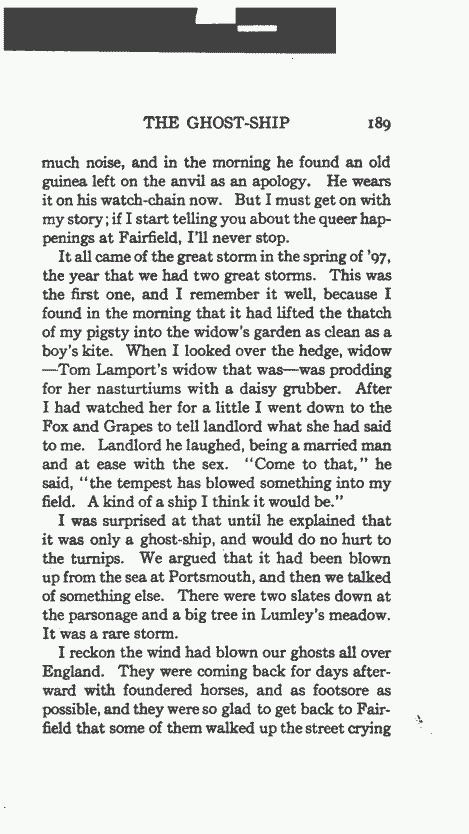 THE GHOST-SHIP 189
much noise, and in the morning he found an old
guinea left on the anvil as an apology. He wears
it on his watch-chain now. But I must get on with
my story; if I start telling you about the queer hap-
penings at Fairfield, I'll never stop.
It all came of the great storm in the spring of '97,
the year that we had two great storms. This was
the first one, and I remember it well, because I
found in the morning that it had lifted the thatch
of my pigsty into the widow's garden as clean as a
boy's kite. When I looked over the hedge, widow
—Tom Lamport's widow that was—was prodding
for her nasturtiums with a daisy grubber. After
I had watched her for a little I went down to the
Fox and Grapes to tell landlord what she had said
to me. Landlord he laughed, being a married man
and at ease with the sex. "Come to that," he
said, "the tempest has blowed something into my
field. A kind of a ship I think it would be."
I was surprised at that until he explained that
it was only a ghost-ship, and would do no hurt to
the turnips. We argued that it had been blown
up from the sea at Portsmouth, and then we talked
of something else. There were two slates down at
the parsonage and a big tree in Lumley's meadow.
It was a rare storm.
I reckon the wind had blown our ghosts all over
England. They were coming back for days after-
ward with foundered horses, and as footsore as
possible, and they were so glad to get back to Fair-
field that some of them walked up the street crying